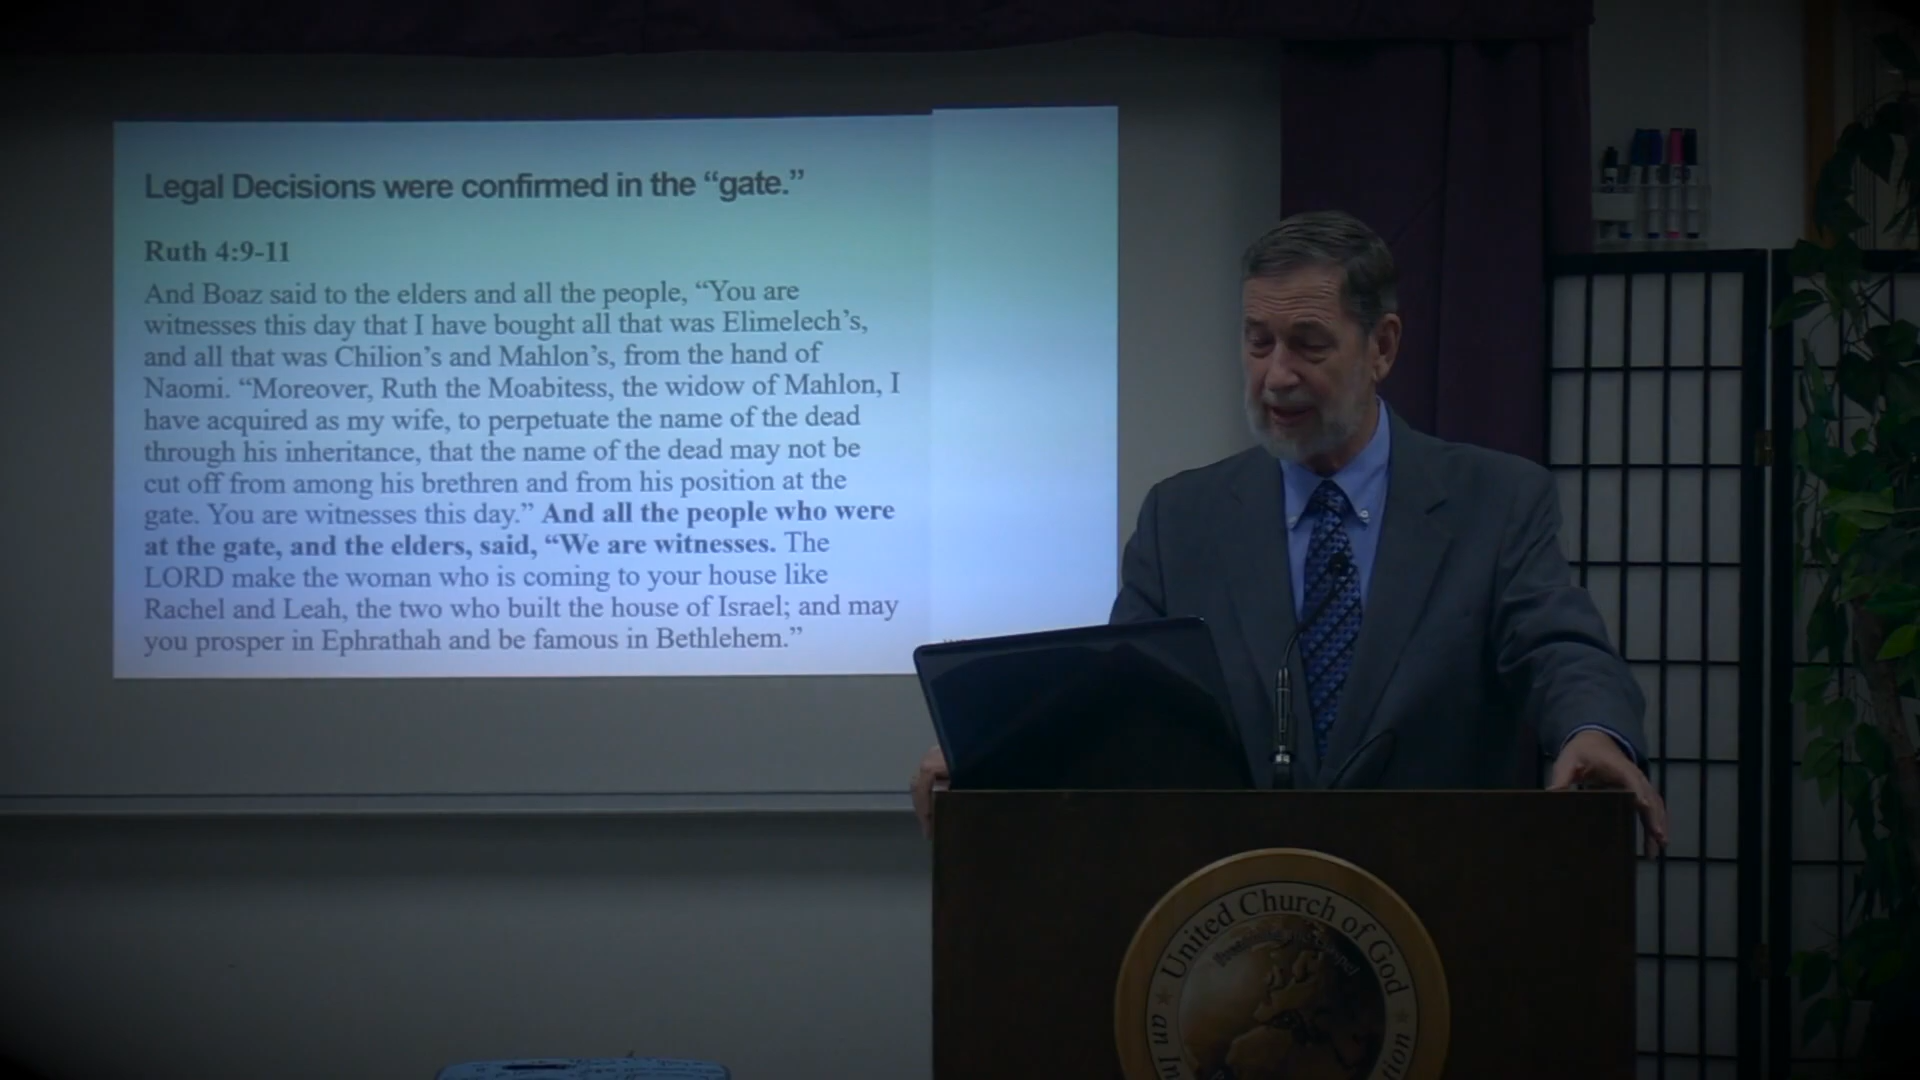 Legal Decisions were confirmed in the “gate.”
Ruth 4:9-11
And Boaz said to the elders and all the people, “You are
witnesses this day that I have bought all that was Elimelech’s,
and all that was Chilion’s and Mahlon’s, from the hand of
Naomi. “Moreover, Ruth the Moabitess, the widow of Mahlon, I
have acquired as my wife, to perpetuate the name of the dead
through his inheritance, that the name of the dead may not be
cut off from among his brethren and from his position at the
gate. You are witnesses this day.” And all the people who were
at the gate, and the elders, said, “We are witnesses. The
LORD make the woman who is coming to your house like
Rachel and Leah, the two who built the house of Israel; and may
you prosper in Ephrathah and be famous in Bethlehem.”
United Church of God
an